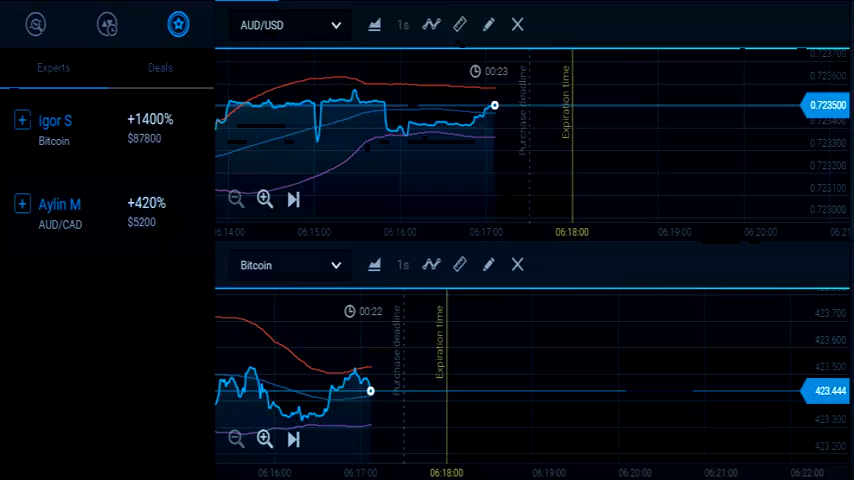 Experts
Deals
Igor S
+1400%
Bitcoin
$87800
Aylin M
+420%
AUD/CAD
$5200
AUD/USD
1s
00:23
Purchase deadline
Expiration time
0.723600
0.723500
0.723300
0.723200
0.723100
0.723000
06:14:00
06:15:00
06:16:00
06:17:00
06:18:00
06:19:00
06:20:00
06:21
Bitcoin
1s
00:22
Purchase deadline
Expiration time
423.700
423.600
423.500
423.444
423.300
423.200
06:16:00
06:17:00
06:18:00
06:19:00
06:20:00
06:21:00
06:22:00